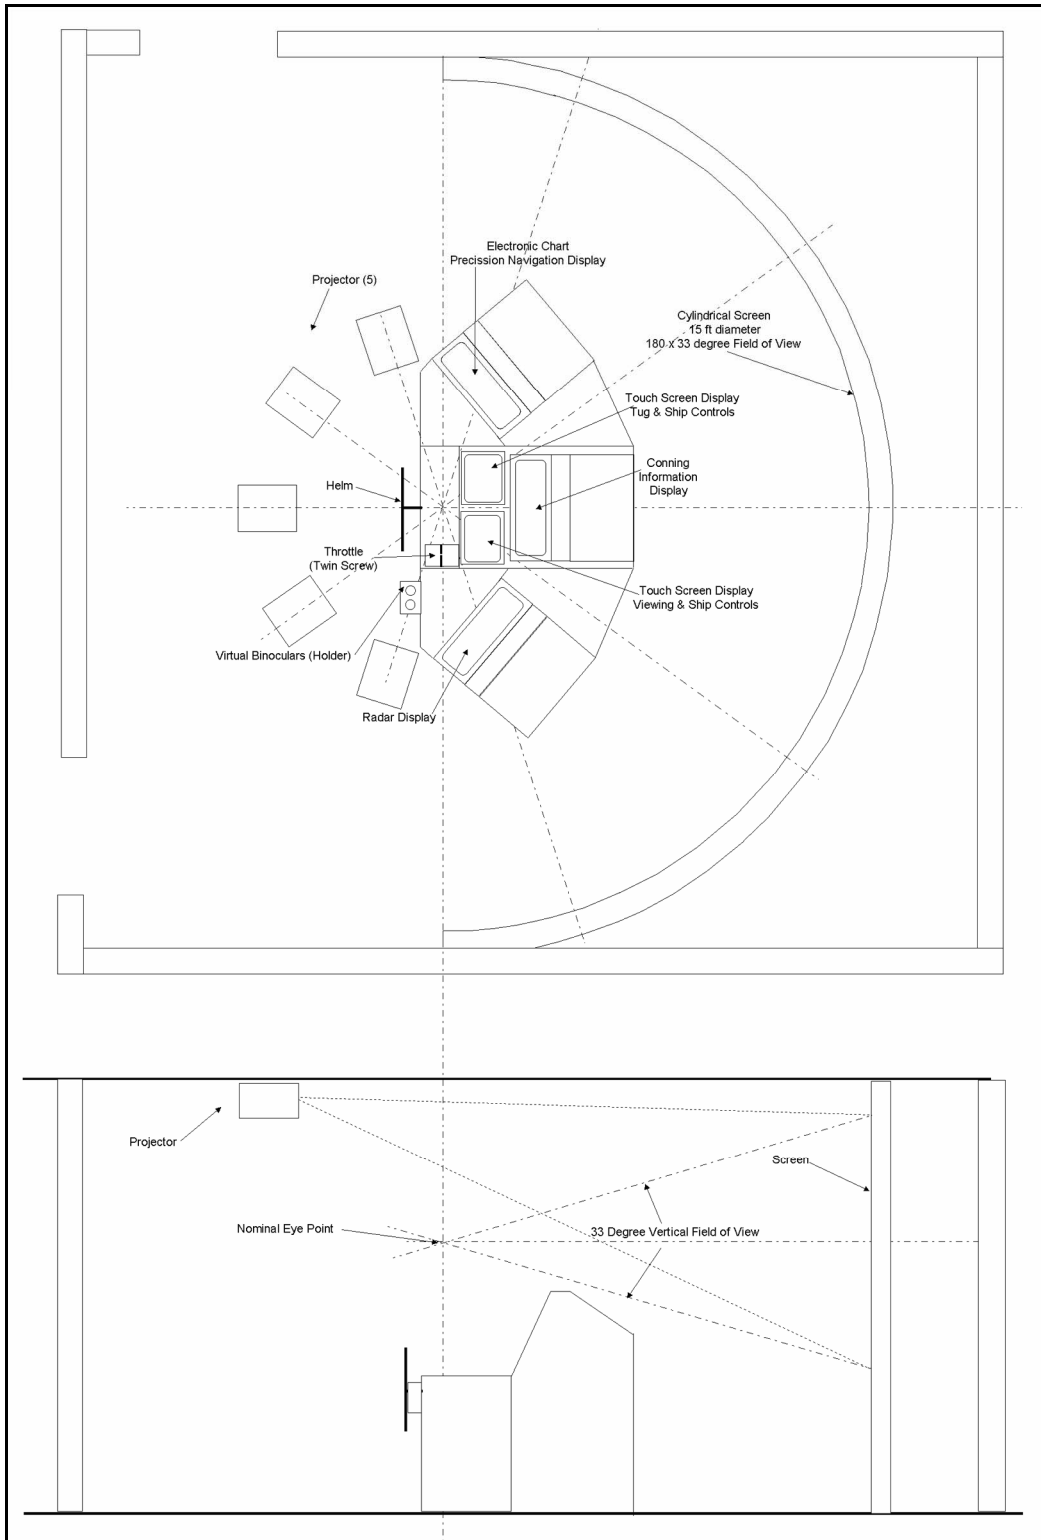 Electronic Chart
Precission Navigation Display
Projector (5)
Cylindrical Screen
15 ft diameter
180 x 33 degree Field of View
Touch Screen Display
Tug & Ship Controls
Conning
Information
Display
Helm
Throttle
(Twin Screw)
Touch Screen Display
Viewing & Ship Controls
Virtual Binoculars (Holder)
Radar Display
Projector
Screen
Nominal Eye Point
33 Degree Vertical Field of View